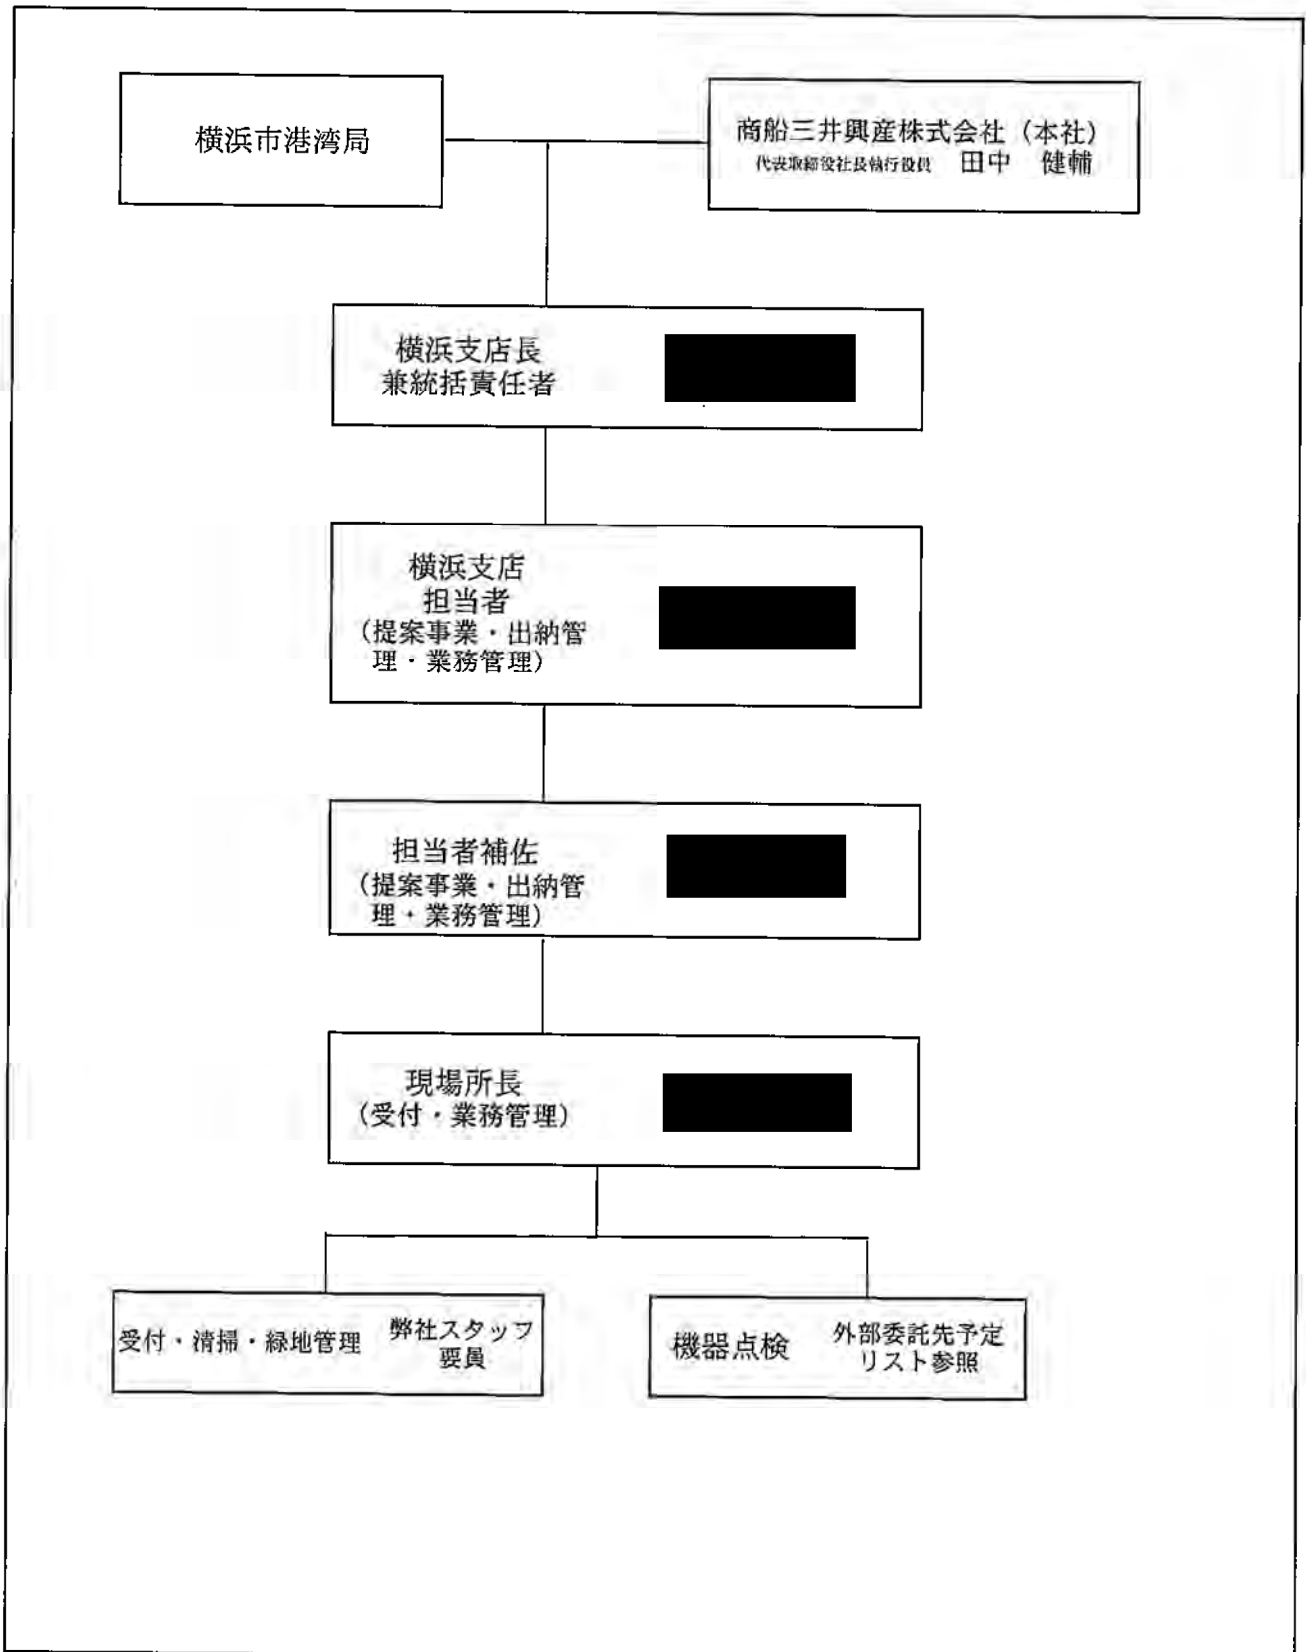 横浜市港湾局
商船三井興産株式会社（本社）
代表取締役社長執行役員　田中　健輔
横浜支店長
兼統括責任者
横浜支店
担当者
（提案事業・出納管
理・業務管理）
担当者補佐
（提案事業・出納管
理・業務管理）
現場所長
（受付・業務管理）
受付・清掃・緑地管理　弊社スタッフ
要員
機器点検　外部委託先予定
リスト参照